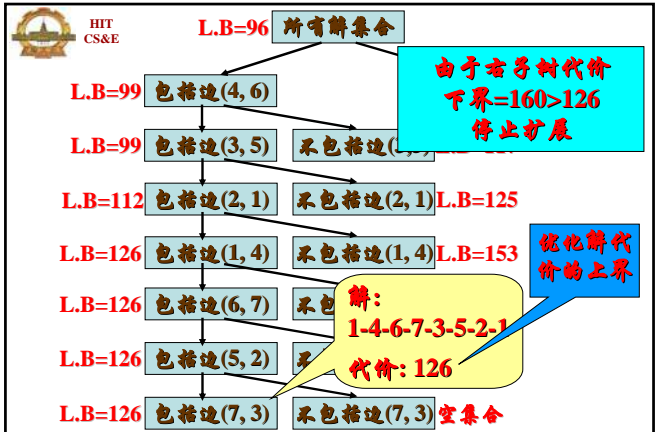 HIT
CS&E
L.B=96 所有解集合
由于右子树代价
下界=160>126
停止扩展
L.B=99 包括边(4, 6)
L.B=99 包括边(3, 5) 不包括边
L.B=112 包括边(2, 1) 不包括边(2, 1) L.B=125
L.B=126 包括边(1, 4) 不包括边(1, 4) L.B=153
优化解代
价的上界
L.B=126 包括边(6, 7)
解:
1-4-6-7-3-5-2-1
代价: 126
L.B=126 包括边(5, 2)
L.B=126 包括边(7, 3) 不包括边(7, 3) 空集合